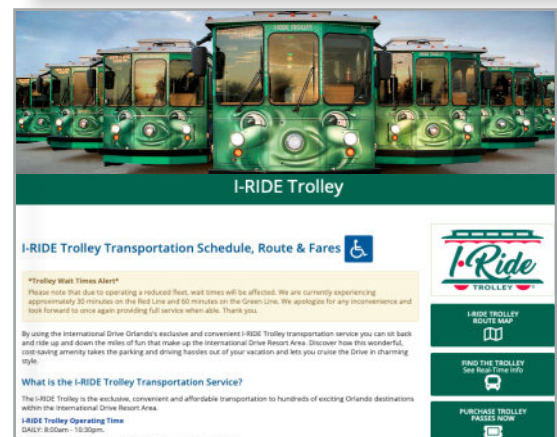 I-RIDE TROLLEY
I-RIDE Trolley
I-RIDE Trolley Transportation Schedule, Route & Fares
*Trolley Wait Times Alert*
Please note that due to operating a reduced fleet, wait times will be affected. We are currently experiencing
approximately 30 minutes on the Red Line and 60 minutes on the Green Line. We apologize for any inconvenience and
look forward to once again providing full service when able. Thank you.
By using the International Drive Orlando's exclusive and convenient I-RIDE Trolley transportation service you can sit back
and ride up and down the miles of fun that make up the International Drive Resort Area. Discover how this wonderful,
cost-saving amenity takes the parking and driving hassles out of your vacation and lets you cruise the Drive in charming
style.
What is the I-RIDE Trolley Transportation Service?
The I-RIDE Trolley is the exclusive, convenient and affordable transportation to hundreds of exciting Orlando destinations
within the International Drive Resort Area.
I-RIDE Trolley Operating Time
DAILY: 8:00am - 10:30pm.
I-Ride
TROLLEY
I-RIDE TROLLEY
ROUTE MAP
FIND THE TROLLEY
See Real-Time Info
PURCHASE TROLLEY
PASSES NOW